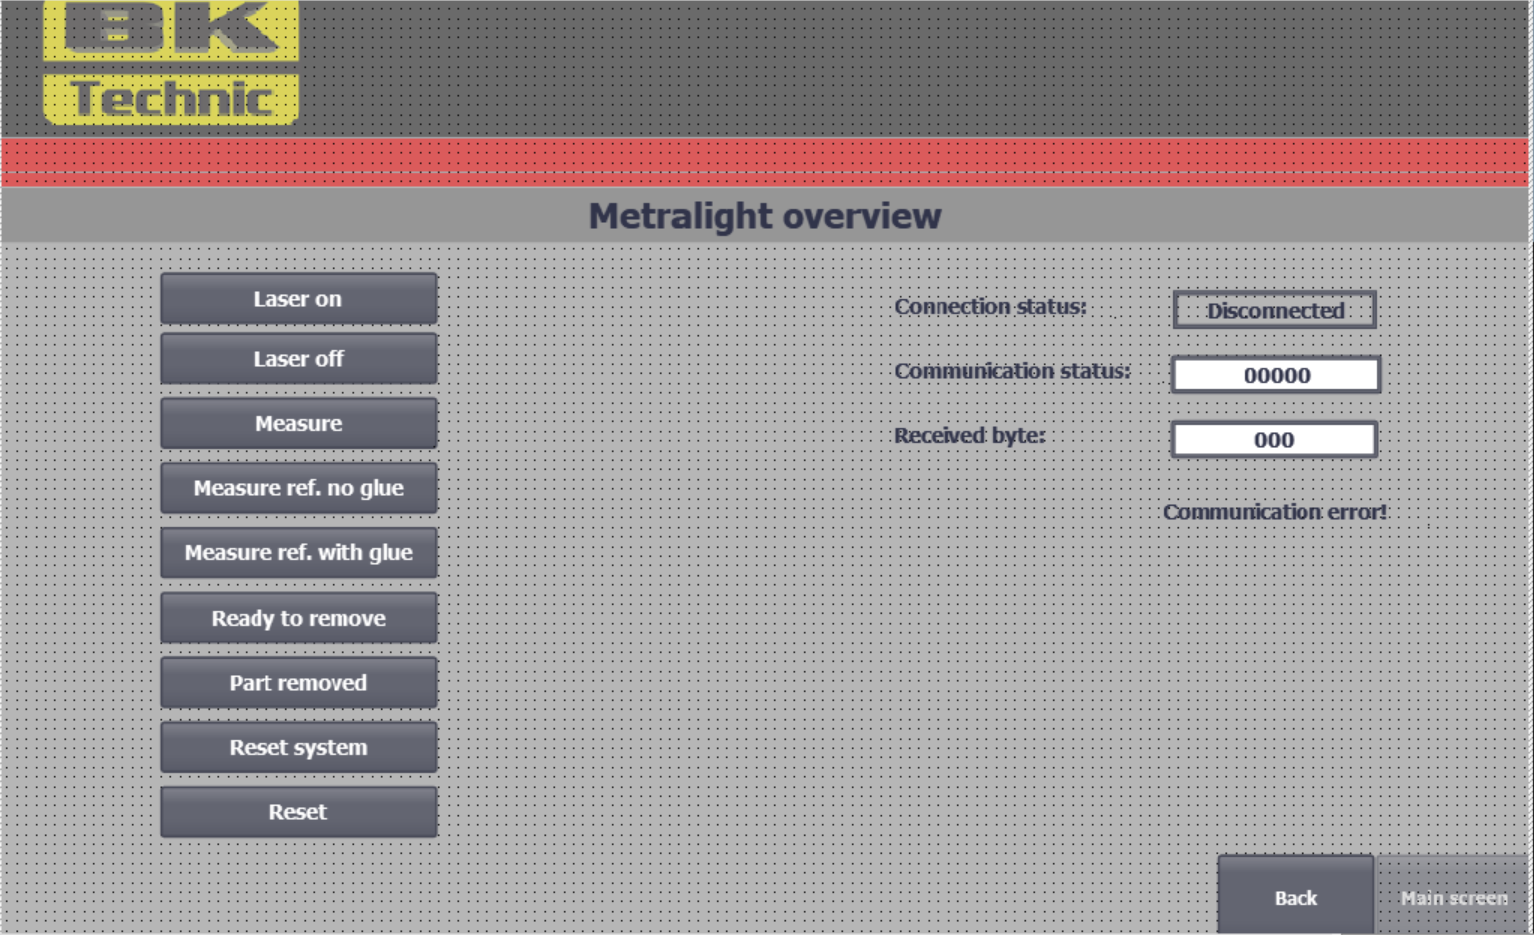 BK
Technic
Metralight overview
Laser on
Laser off
Measure
Measure ref. no glue
Measure ref. with glue
Ready to remove
Part removed
Reset system
Reset
Connection status:
Disconnected
Communication status:
00000
Received byte:
000
Communication error!
Back
Main screen